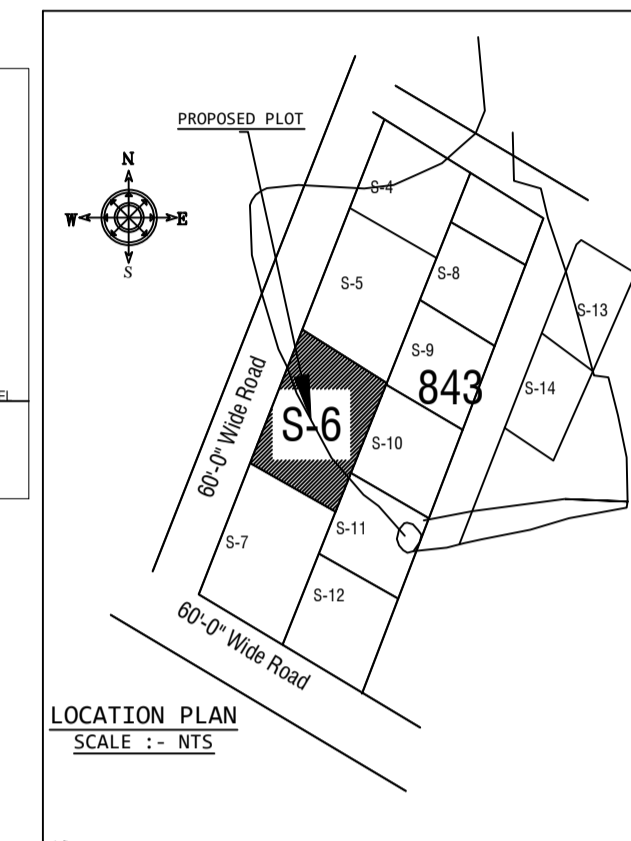 PROPOSED PLOT
N
W
E
S
S-4
S-5
S-8
S-13
S-9
843
S-14
S-6
S-10
60'-0" Wide Road
S-7
S-11
S-12
60'-0" Wide Road
LOCATION PLAN
SCALE :- NTS